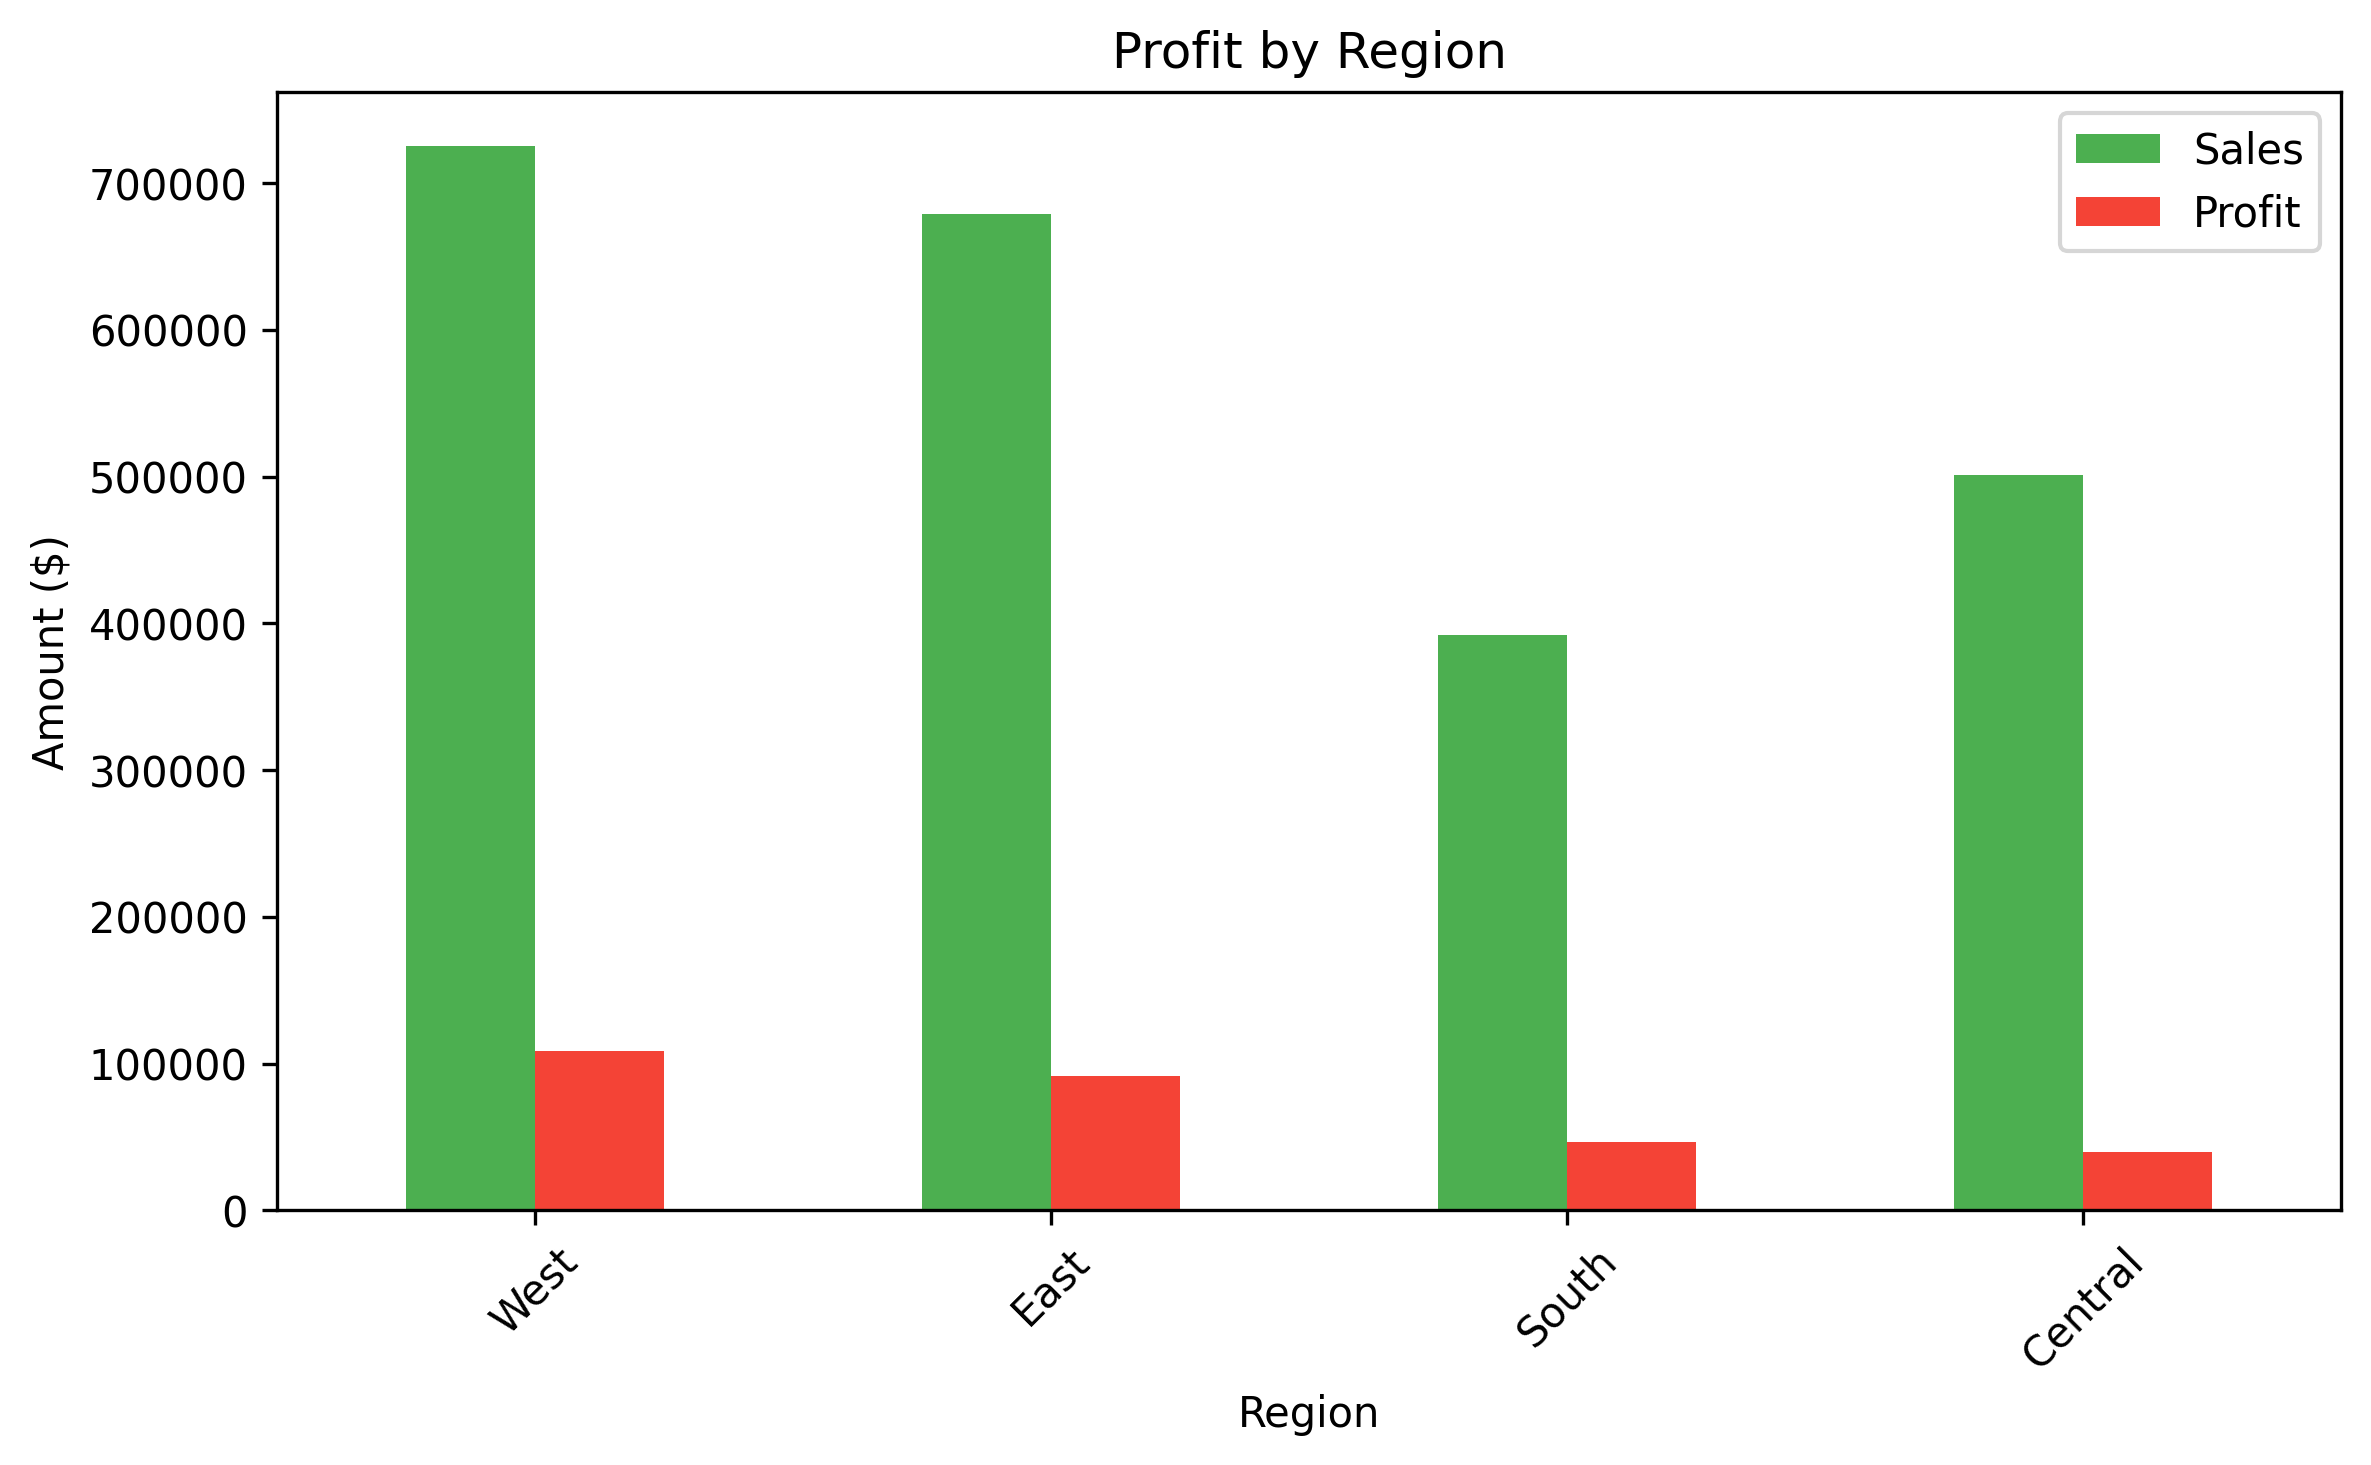 Profit by Region
Sales
Profit
700000
600000
500000
400000
300000
200000
100000
0
Amount ($)
West
East
South
Central
Region